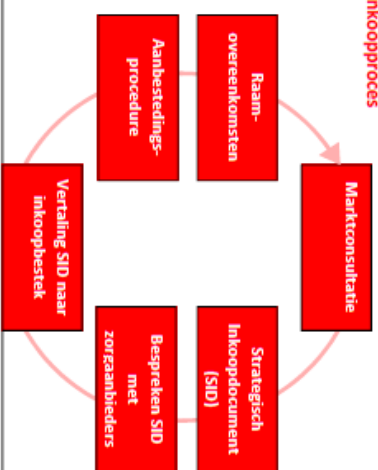 nkoopproces
Marktconsultatie
Strategisch
Inkoopdocument
(SID)
Bespreken SID
met
zorgaanbieders
Vertaling SID naar
inkoopbestek
Aanbestedings-
procedure
Raam-
overeenkomsten